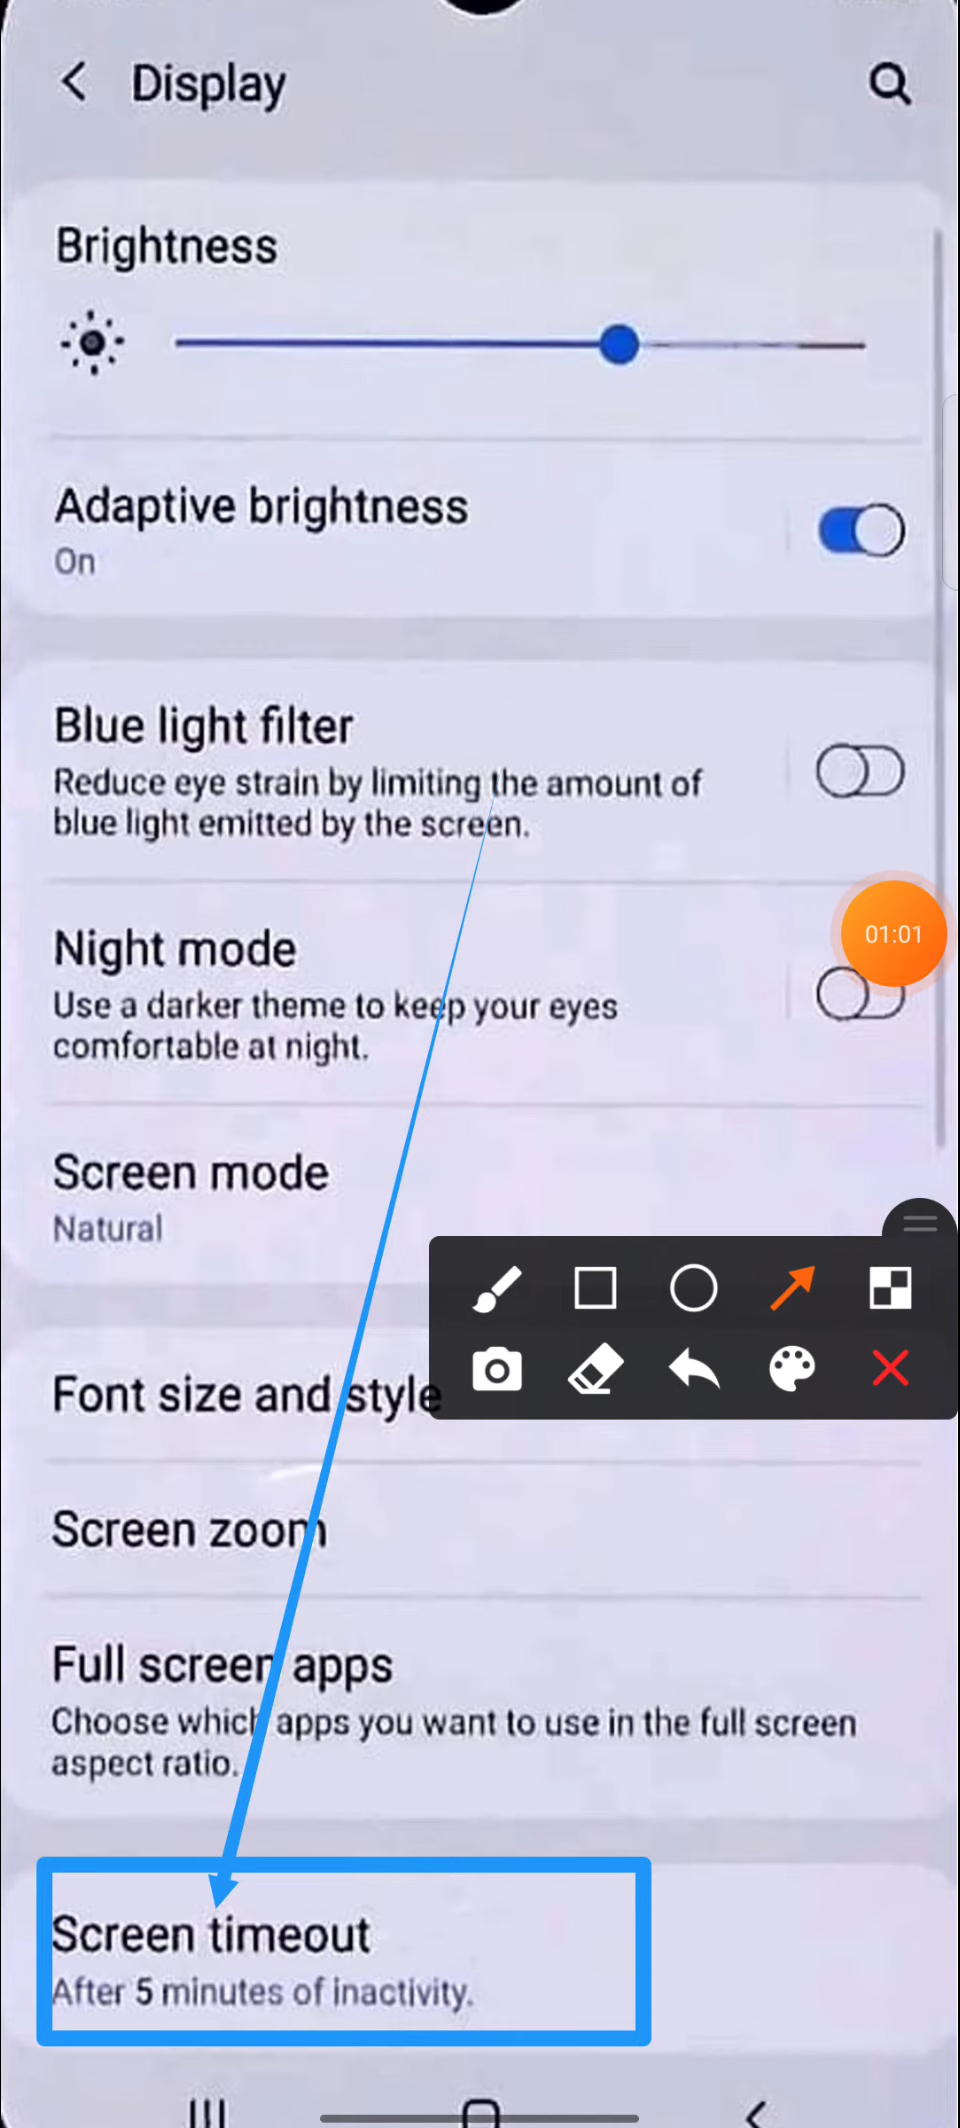 Display
Brightness
Adaptive brightness
On
Blue light filter
Reduce eye strain by limiting the amount of
blue light emitted by the screen.
01:01
Night mode
Use a darker theme to keep your eyes
comfortable at night.
Screen mode
Natural
Font size and style
Screen zoom
Full screen apps
Choose which apps you want to use in the full screen
aspect ratio.
Screen timeout
After 5 minutes of inactivity.